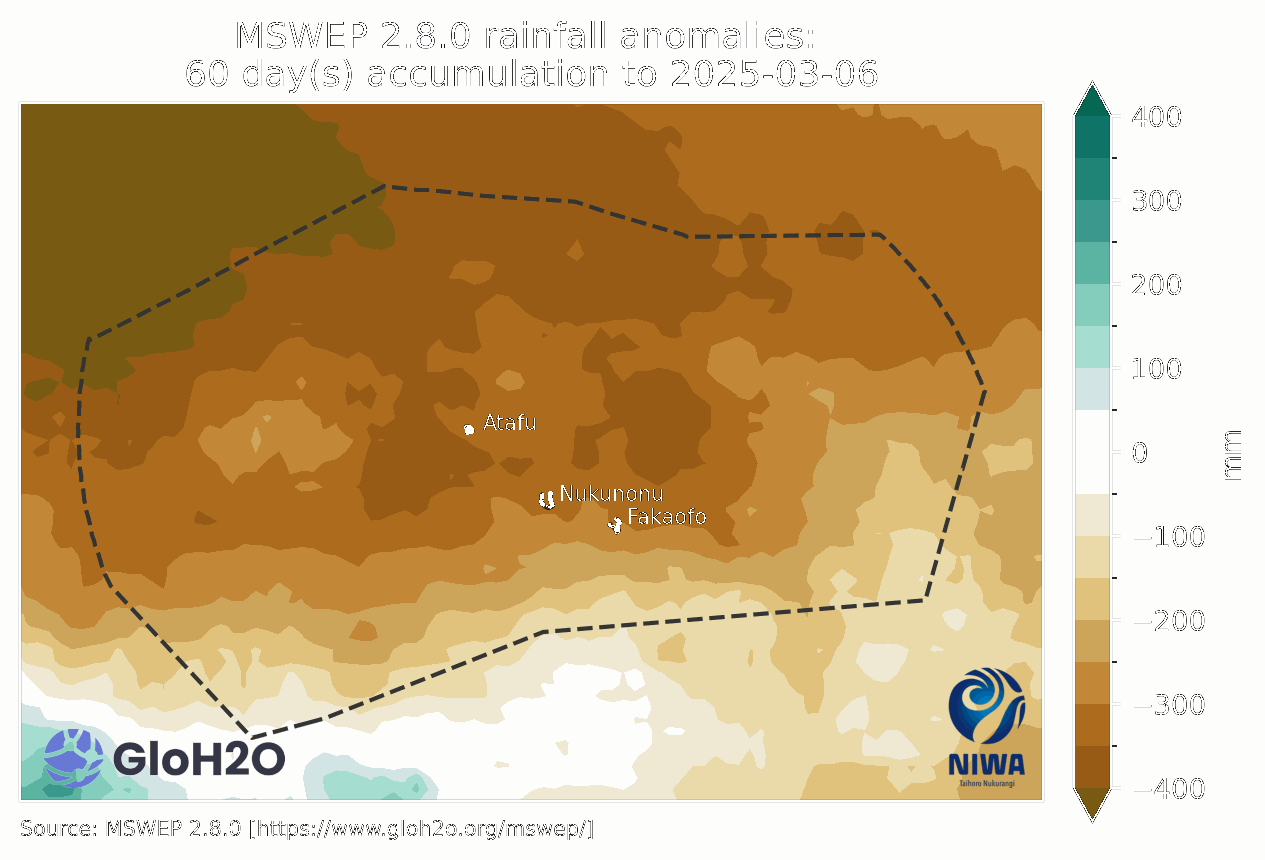 MSWEP 2.8.0 rainfall anomalies:
60 day(s) accumulation to 2025-03-06
400
300
200
100
0
−100
−200
−300
−400
mm
Atafu
Nukunonu
Fakaofo
GloH2O
NIWA
Taihoro Nukurangi
Source: MSWEP 2.8.0 [https://www.gloh2o.org/mswep/]